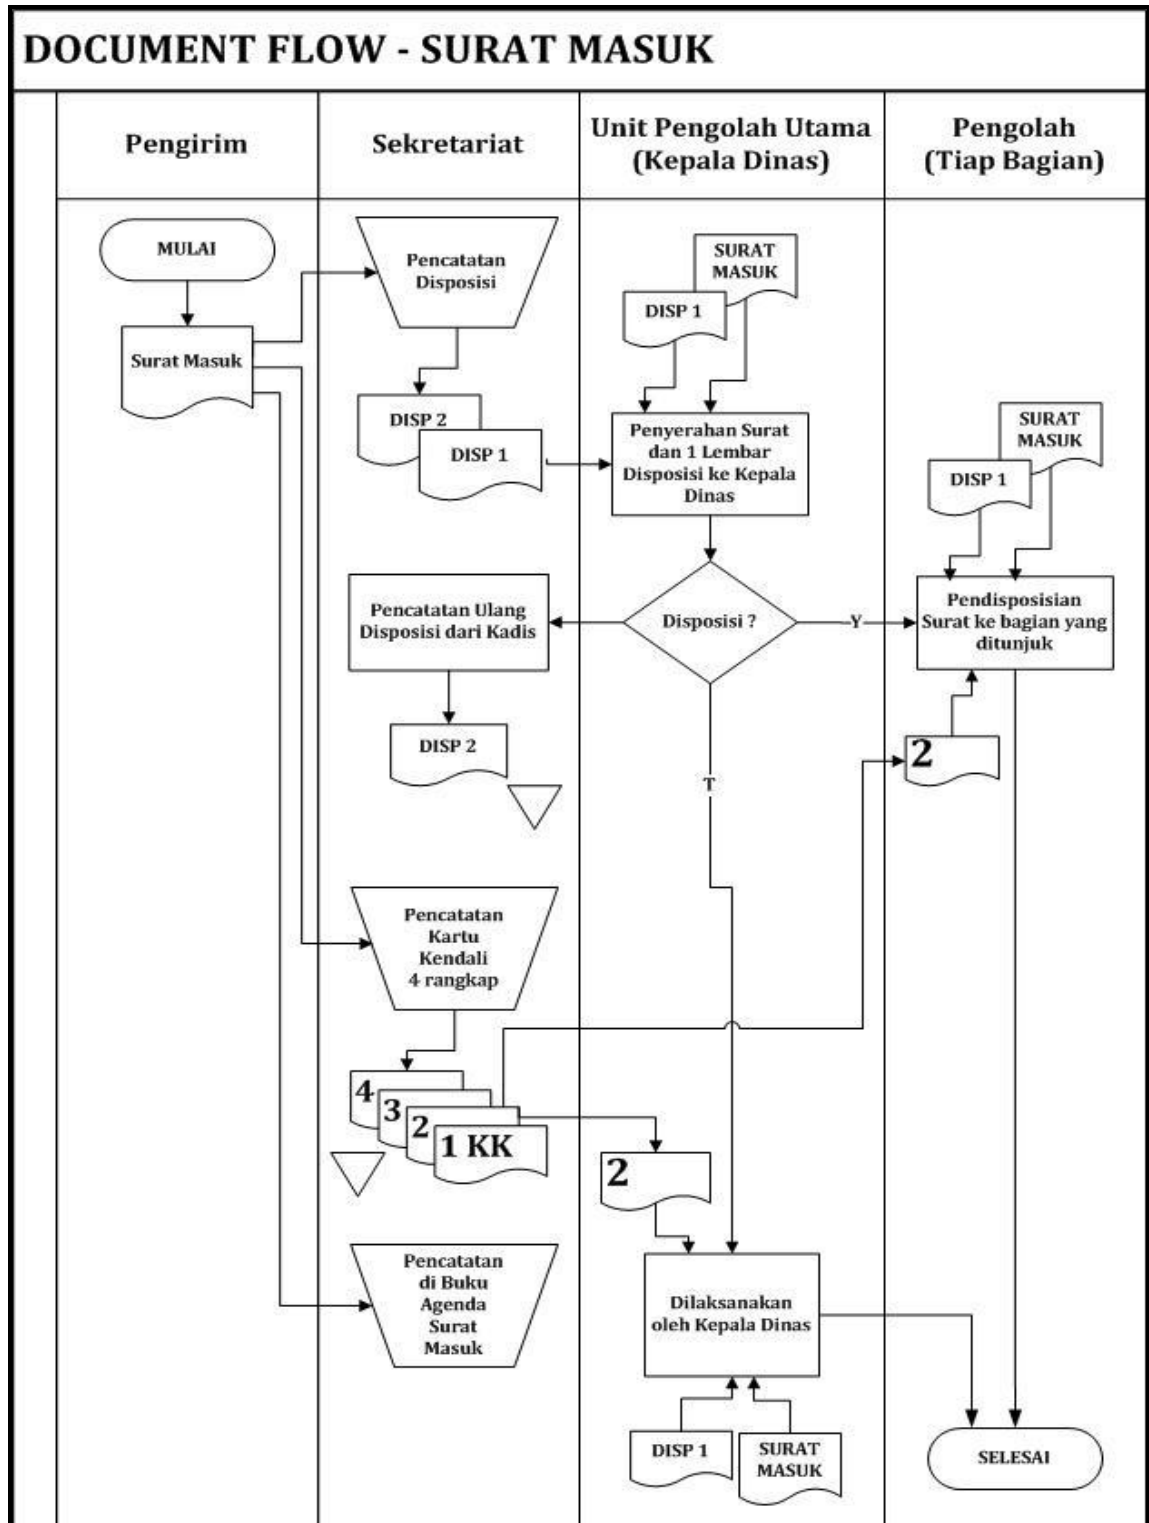 DOCUMENT FLOW - SURAT MASUK
Pengirim
Sekretariat
Unit Pengolah Utama
(Kepala Dinas)
Pengolah
(Tiap Bagian)
MULAI
Surat Masuk
Pencatatan
Disposisi
DISP 2
DISP 1
SURAT
MASUK
DISP 1
Penyerahan Surat
dan 1 Lembar
Disposisi ke Kepala
Dinas
SURAT
MASUK
DISP 1
Pencatatan Ulang
Disposisi dari Kadis
Disposisi ?
Y
Pendisposisian
Surat ke bagian yang
ditunjuk
DISP 2
T
2
Pencatatan
Kartu
Kendali
4 rangkap
4
3
2
1 KK
2
Pencatatan
di Buku
Agenda
Surat
Masuk
Dilaksanakan
oleh Kepala Dinas
DISP 1
SURAT
MASUK
SELESAI